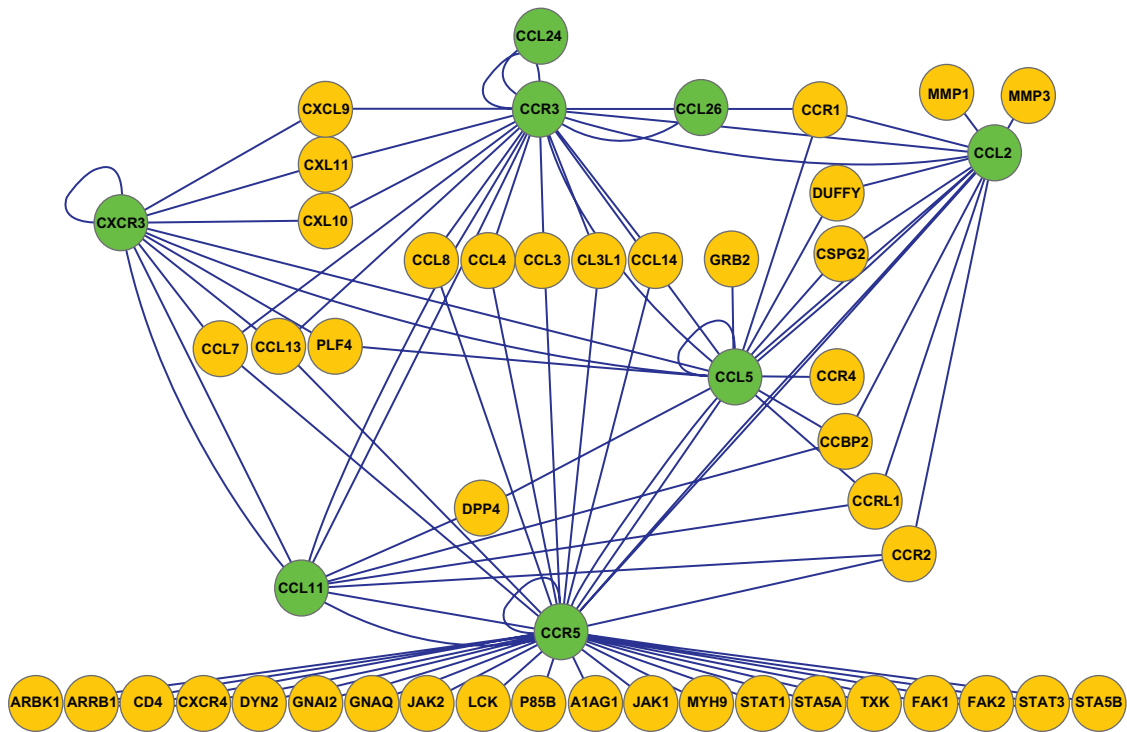 CCL24
CXCL9
CCR3
CCL26
CCR1
MMP1
MMP3
CXL11
CCL2
DUFFY
CXCR3
CXL10
CCL8
CCL4
CCL3
CL3L1
CCL14
GRB2
CSPG2
CCL7
CCL13
PLF4
CCL5
CCR4
CCBP2
DPP4
CCRL1
CCR2
CCL11
CCR5
ARBK1
ARRB1
CD4
CXCR4
DYN2
GNAI2
GNAQ
JAK2
LCK
P85B
A1AG1
JAK1
MYH9
STAT1
STA5A
TXK
FAK1
FAK2
STAT3
STA5B